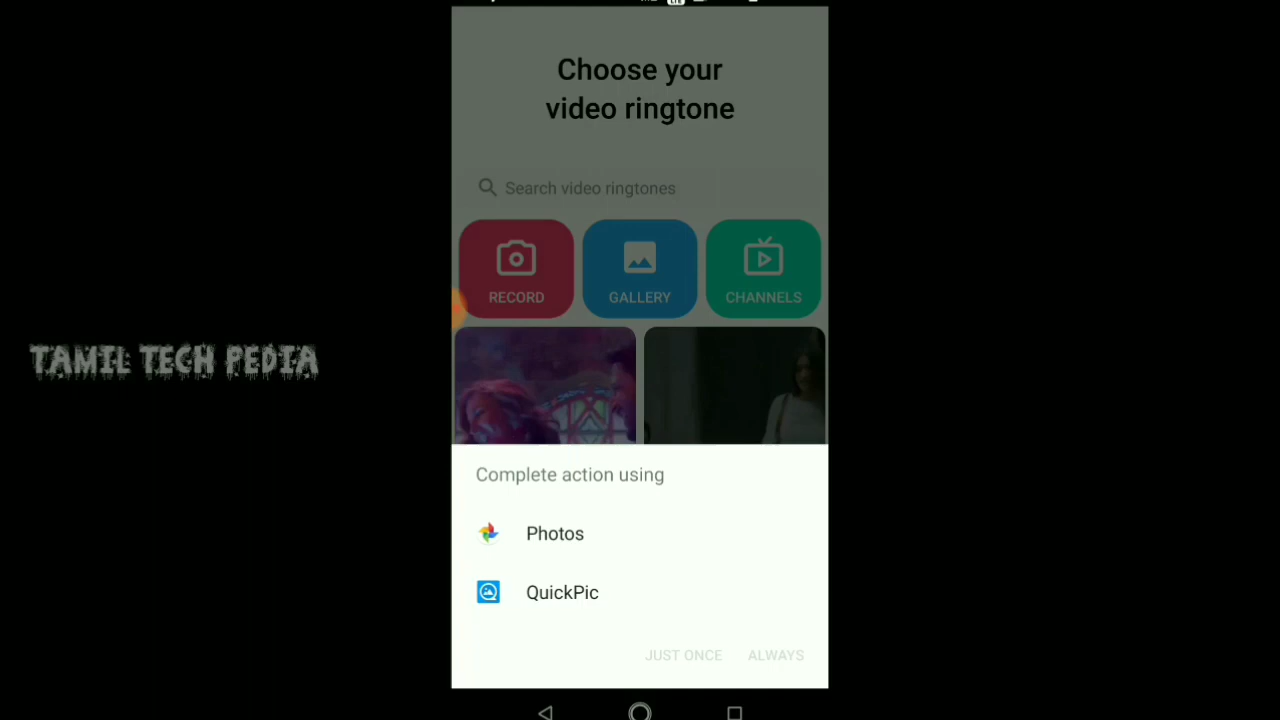 Choose your
video ringtone
Search video ringtones
RECORD
GALLERY
CHANNELS
TAMIL TECH PEDIA
Complete action using
Photos
QuickPic
JUST ONCE
ALWAYS